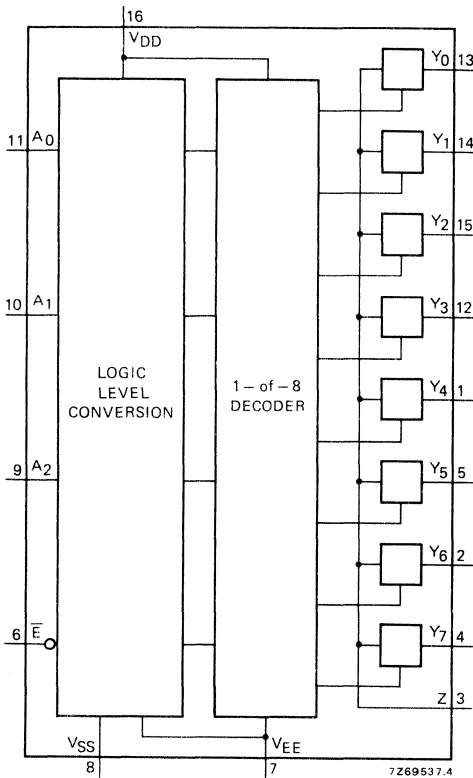 16
VDD
Y0 13
11 A0
Y1 14
Y2 15
10 A1
Y3 12
LOGIC
LEVEL
CONVERSION
1-of-8
DECODER
Y4 1
9 A2
Y5 5
Y6 2
6 E̅
Y7 4
Z 3
VSS
VEE
8
7
7Z69537.4